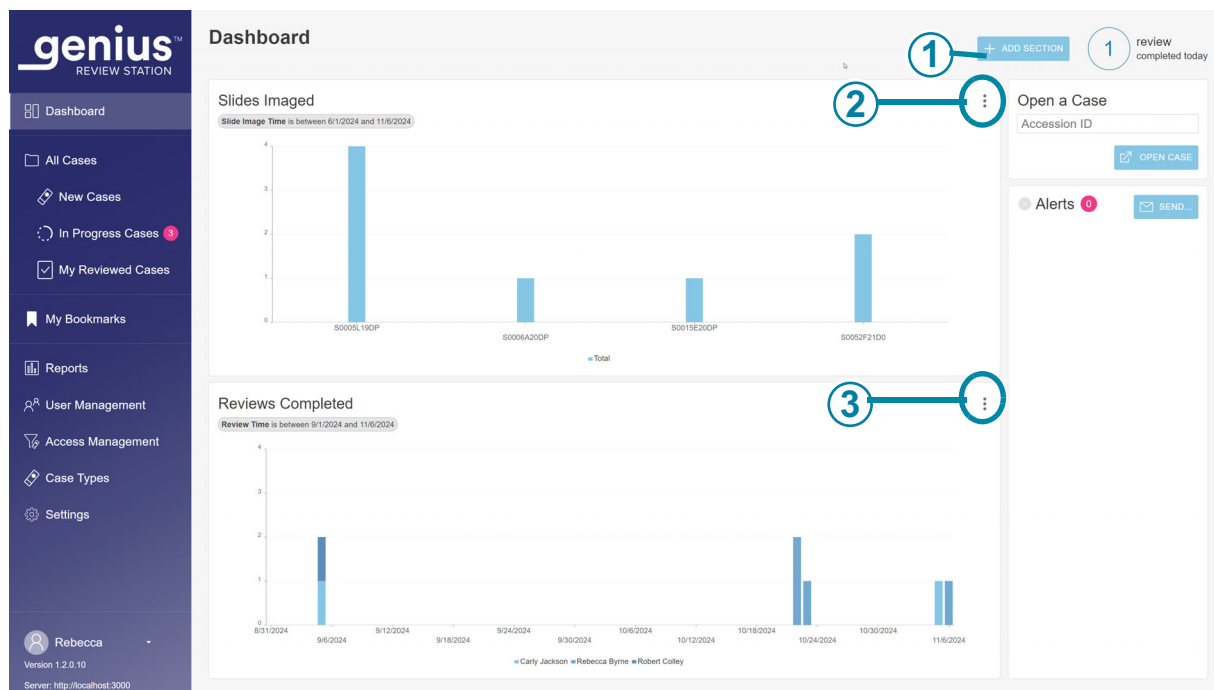 genius™
REVIEW STATION
Dashboard
All Cases
New Cases
In Progress Cases 3
My Reviewed Cases
My Bookmarks
Reports
User Management
Access Management
Case Types
Settings
Rebecca
Version 1.2.0.10
Server: http://localhost:3000
Dashboard
1
+ ADD SECTION
1
review
completed today
Slides Imaged
2
Slide Image Time is between 6/1/2024 and 11/6/2024
4
3
2
1
0
S0005L19DP
S0006A20DP
S0015E20DP
S0052F21D0
Total
Reviews Completed
3
Review Time is between 9/1/2024 and 11/6/2024
4
3
2
1
0
8/31/2024
9/6/2024
9/12/2024
9/18/2024
9/24/2024
9/30/2024
10/6/2024
10/12/2024
10/18/2024
10/24/2024
10/30/2024
11/6/2024
Carly Jackson Rebecca Byrne Robert Colley
Open a Case
Accession ID
OPEN CASE
Alerts 0
SEND...